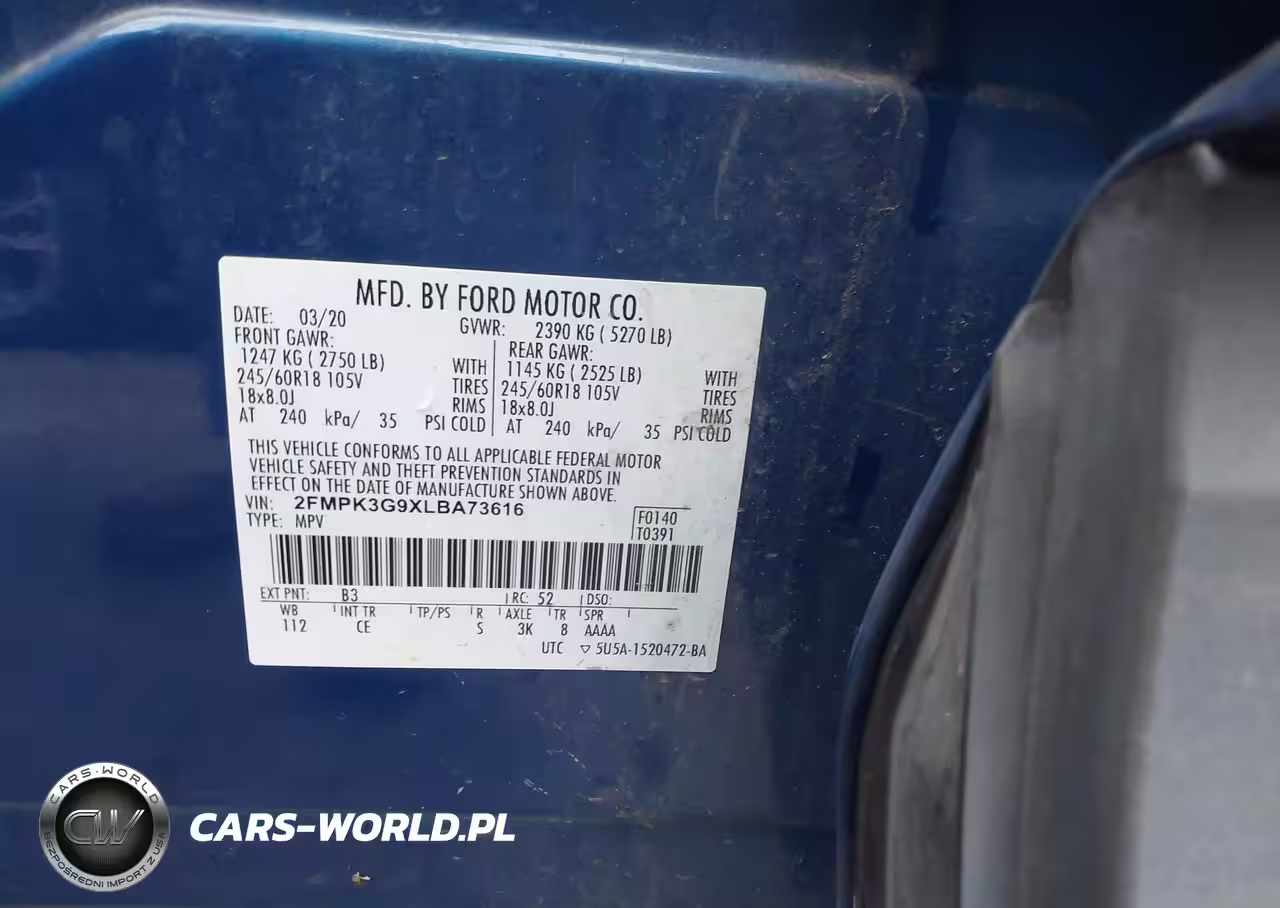 MFD. BY FORD MOTOR CO.
DATE: 03/20 GVWR: 2390 KG ( 5270 LB)
FRONT GAWR: REAR GAWR:
1247 KG ( 2750 LB) WITH 1145 KG ( 2525 LB) WITH
245/60R18 105V TIRES 245/60R18 105V TIRES
18x8.0J RIMS 18x8.0J RIMS
AT 240 kPa/ 35 PSI COLD AT 240 kPa/ 35 PSI COLD
THIS VEHICLE CONFORMS TO ALL APPLICABLE FEDERAL MOTOR
VEHICLE SAFETY AND THEFT PREVENTION STANDARDS IN
EFFECT ON THE DATE OF MANUFACTURE SHOWN ABOVE.
VIN: 2FMPK3G9XLBA73616
TYPE: MPV
F0140
T0391
EXT PNT: B3 RC: 52 DSO:
WB INT TR TP/PS R AXLE TR SPR
112 CE S 3K 8 AAAA
UTC ▽ 5U5A-1520472-BA
CARS-WORLD
CW
BEZPOŚREDNI IMPORT Z USA
CARS-WORLD.PL